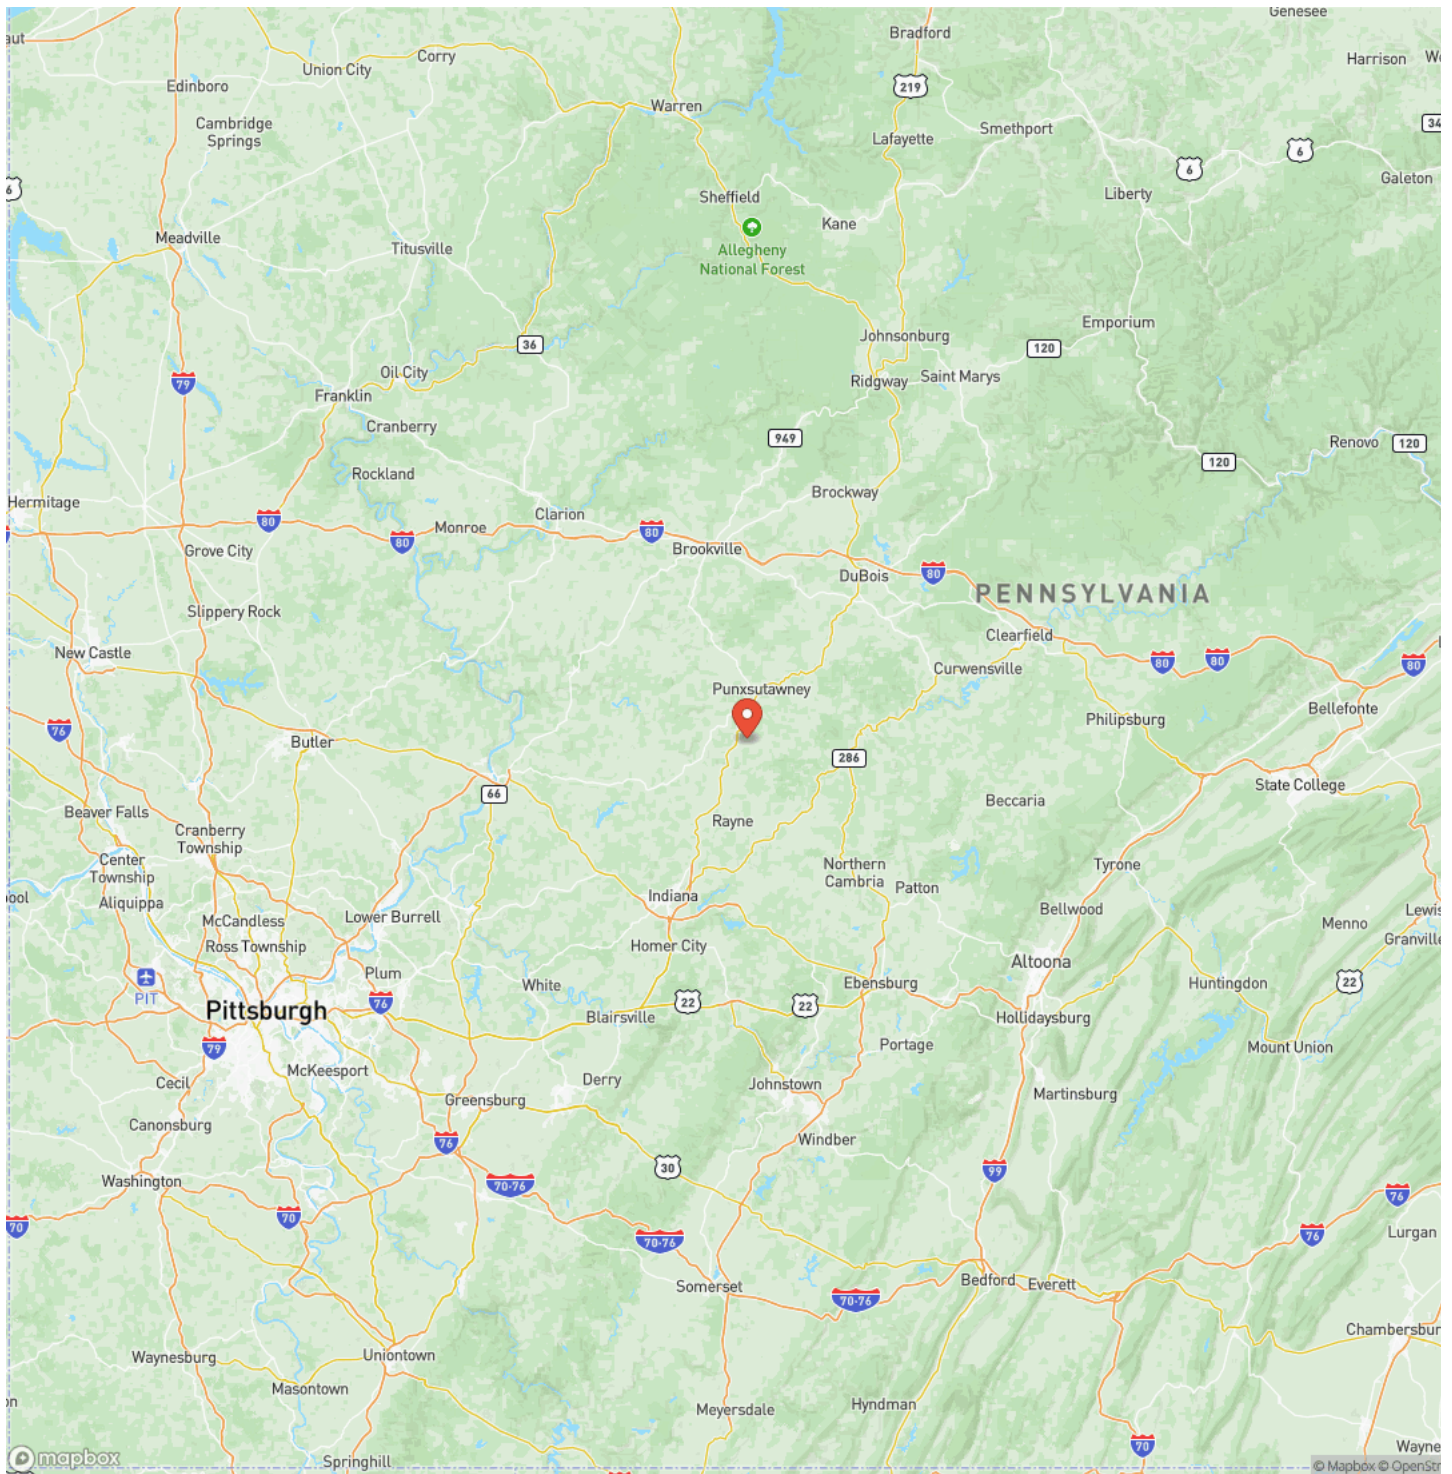 Genesee
Bradford
Corry
Harrison
Union City
Edinboro
219
Warren
Cambridge
Springs
Lafayette
Smethport
34
6
6
6
Liberty
Galeton
Sheffield
Kane
Meadville
Titusville
Allegheny
National Forest
Emporium
Johnsonburg
36
120
Oil City
79
Ridgway
Saint Marys
Franklin
Cranberry
949
Renovo
120
120
Rockland
Brockway
Hermitage
Clarion
80
Monroe
80
80
Grove City
Brookville
DuBois
80
PENNSYLVANIA
Slippery Rock
Clearfield
New Castle
80
80
80
Curwensville
Punxsutawney
Bellefonte
Philipsburg
76
Butler
286
State College
66
Beccaria
Beaver Falls
Rayne
Cranberry
Township
Center
Township
Northern
Cambria
Tyrone
Patton
Indiana
Aliquippa
Bellwood
Lower Burrell
McCandless
Menno
Lewis
Ross Township
Homer City
Granville
Altoona
Plum
PIT
White
Ebensburg
Huntingdon
22
76
22
22
Pittsburgh
Blairsville
Hollidaysburg
79
Portage
Mount Union
McKeesport
Cecil
Derry
Johnstown
Martinsburg
Greensburg
Canonsburg
76
Windber
30
99
Washington
70-76
76
70
70
Lurgan
76
70-76
Somerset
Bedford
Everett
70-76
Chambersbur
Waynesburg
Uniontown
Masontown
Meyersdale
Hyndman
70
Wayne
mapbox
Springhill
© Mapbox © OpenStr